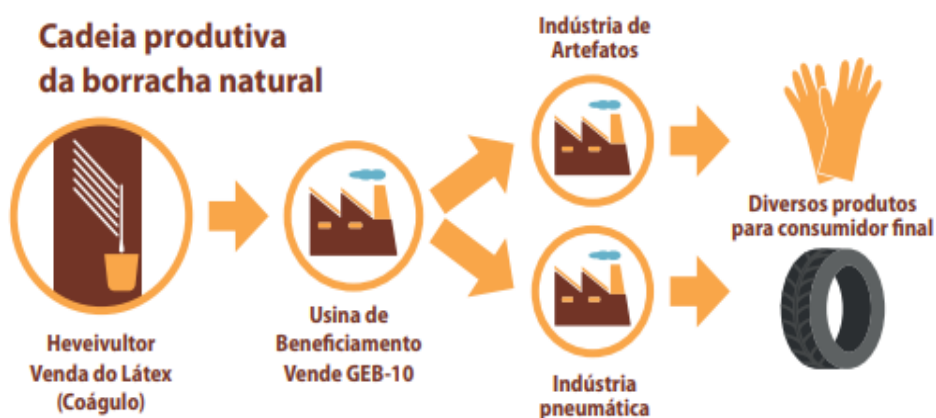 Cadeia produtiva
da borracha natural
Heveivultor
Venda do Látex
(Coágulo)
Usina de
Beneficiamento
Vende GEB-10
Indústria de
Artefatos
Indústria
pneumática
Diversos produtos
para consumidor final